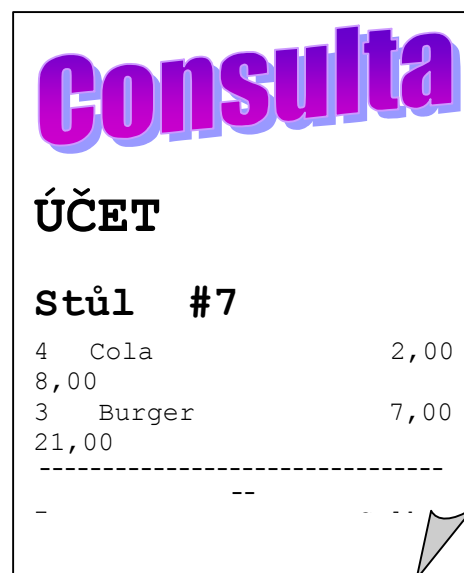 Consulta
ÚČET
Stůl #7
4 Cola 2,00
8,00
3 Burger 7,00
21,00
---------------------------------
--